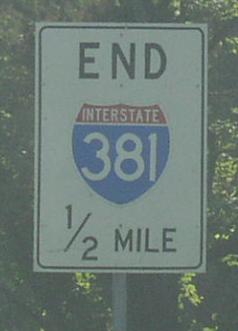 END
INTERSTATE
381
1/2 MILE